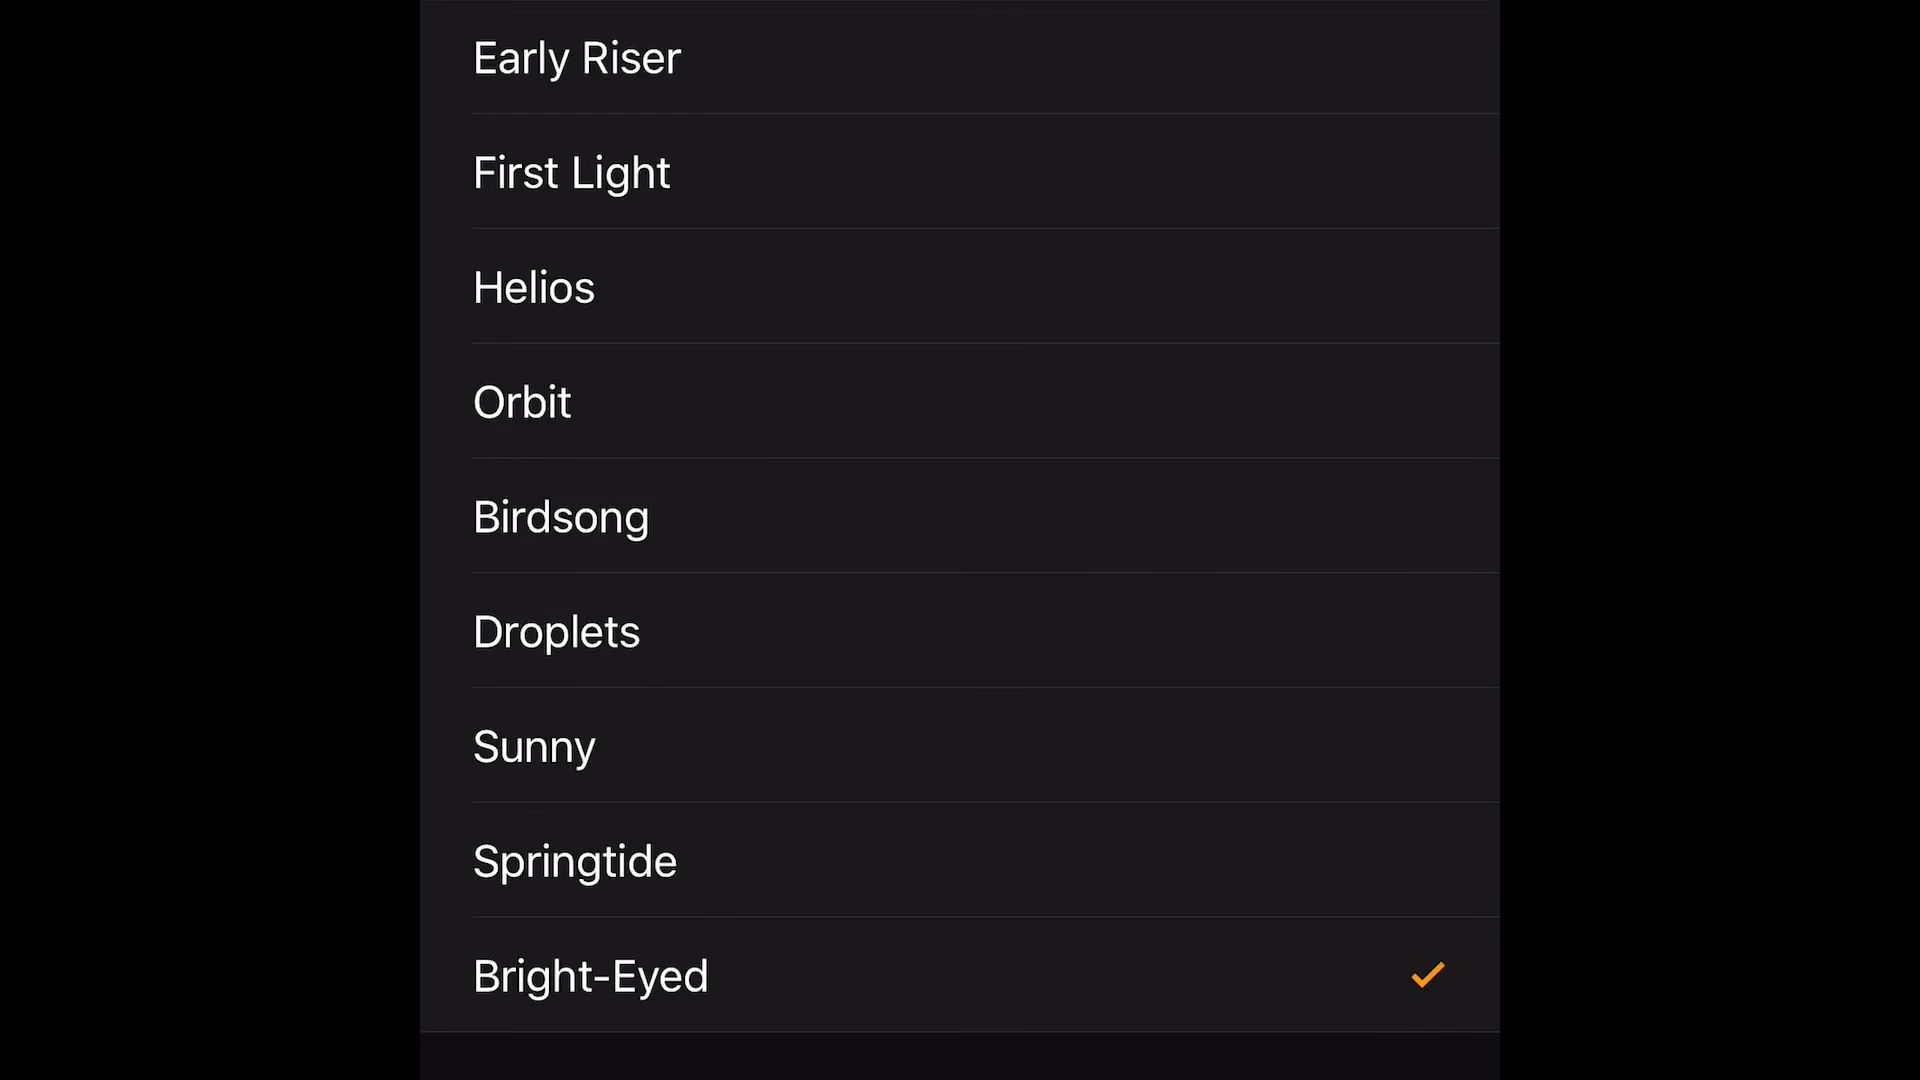 Early Riser
First Light
Helios
Orbit
Birdsong
Droplets
Sunny
Springtide
Bright-Eyed